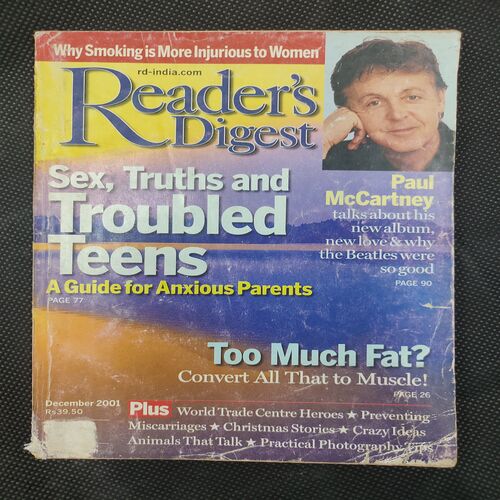 Why Smoking is More Injurious to Women
rd-india.com
Reader's
Digest
Sex, Truths and
Troubled
Teens
A Guide for Anxious Parents
PAGE 77
Paul
McCartney
talks about his
new album,
new love & why
the Beatles were
so good
PAGE 90
Too Much Fat?
Convert All That to Muscle!
PAGE 26
December 2001
Rs39.50
Plus World Trade Centre Heroes ★ Preventing
Miscarriages ★ Christmas Stories ★ Crazy Ideas
Animals That Talk ★ Practical Photography Tips